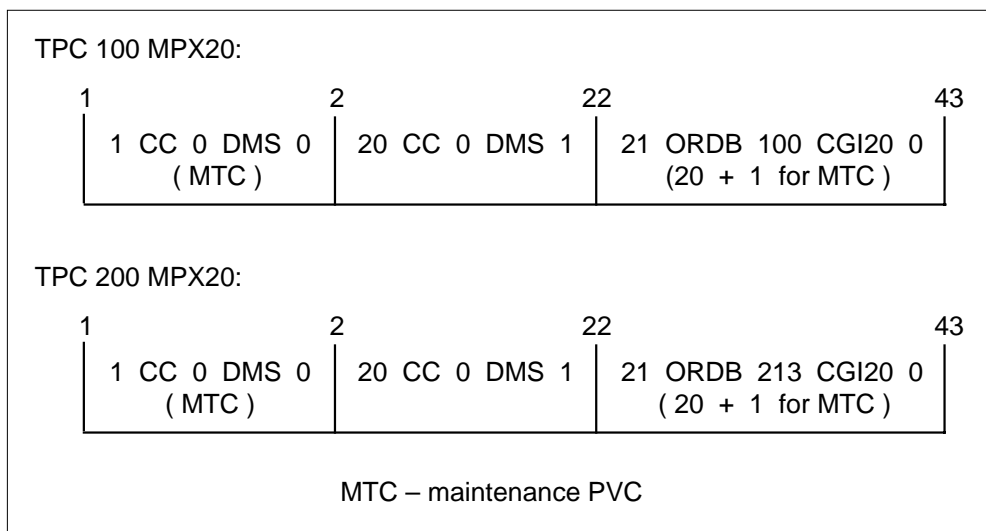 TPC 100 MPX20:
1 2 22 43
1 CC 0 DMS 0 20 CC 0 DMS 1 21 ORDB 100 CGI20 0
( MTC ) (20 + 1 for MTC )
TPC 200 MPX20:
1 2 22 43
1 CC 0 DMS 0 20 CC 0 DMS 1 21 ORDB 213 CGI20 0
( MTC ) ( 20 + 1 for MTC )
MTC – maintenance PVC